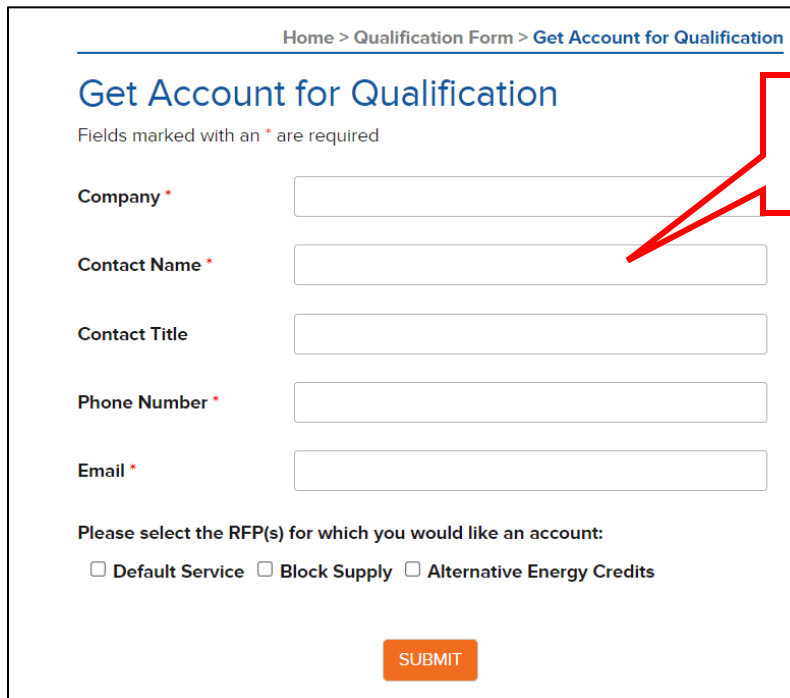 Home > Qualification Form > Get Account for Qualification
Get Account for Qualification
Fields marked with an * are required
Company *
Contact Name *
Contact Title
Phone Number *
Email *
Please select the RFP(s) for which you would like an account:
Default Service Block Supply Alternative Energy Credits
SUBMIT